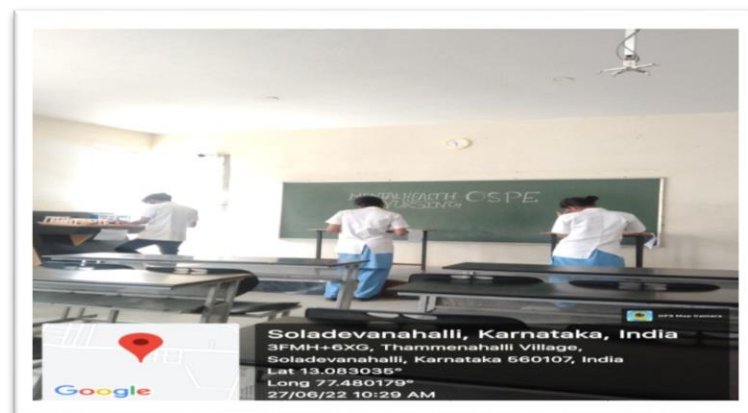 MENTAL HEALTH OSPE
NURSING
GPS Map Camera
Soladevanahalli, Karnataka, India
3FMH+6XG, Thammenahalli Village,
Soladevanahalli, Karnataka 560107, India
Lat 13.083035°
Long 77.480179°
27/06/22 10:29 AM
Google